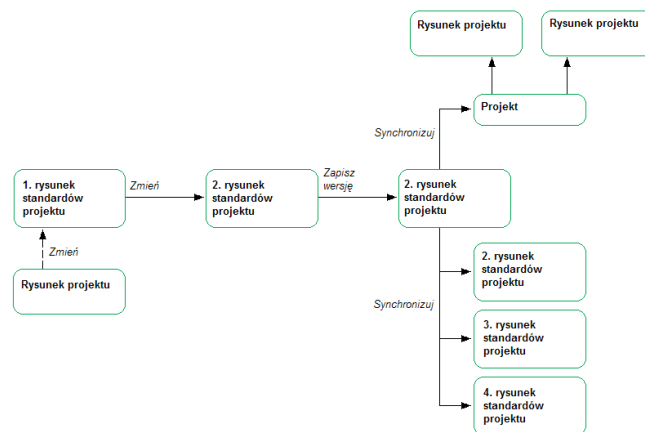 Rysunek projektu
Rysunek projektu
Projekt
Synchronizuj
1. rysunek
standardów
projektu
Zmień
2. rysunek
standardów
projektu
Zapisz
wersję
2. rysunek
standardów
projektu
Zmień
Rysunek projektu
2. rysunek
standardów
projektu
Synchronizuj
3. rysunek
standardów
projektu
4. rysunek
standardów
projektu